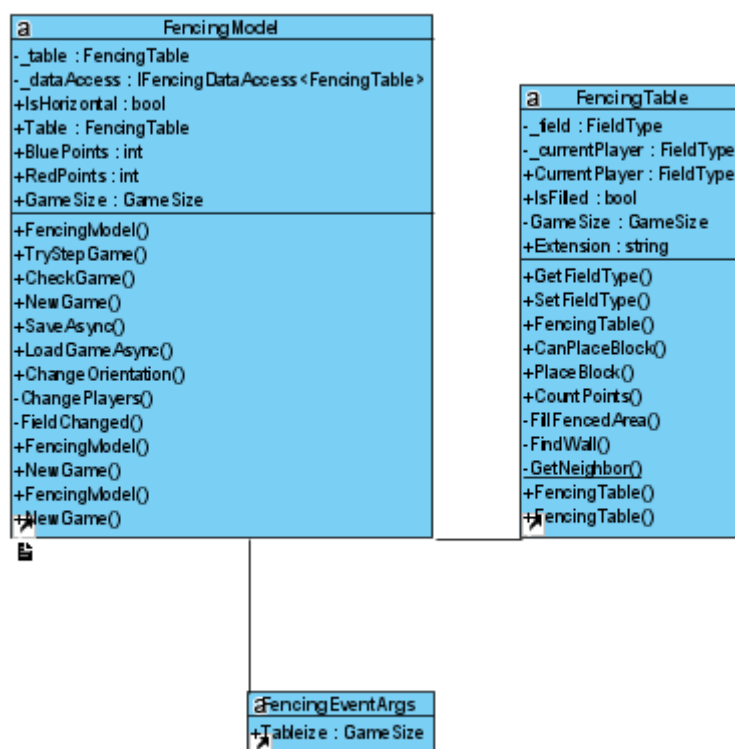 a FencingModel
-_table : FencingTable
-_dataAccess : IFencingDataAccess<FencingTable>
+IsHorizontal : bool
+Table : FencingTable
+BluePoints : int
+RedPoints : int
+GameSize : GameSize
+FencingModel()
+TryStepGame()
+CheckGame()
+NewGame()
+SaveAsync()
+LoadGameAsync()
+ChangeOrientation()
-ChangePlayers()
-FieldChanged()
+FencingModel()
+NewGame()
+FencingModel()
+NewGame()
a FencingTable
-_field : FieldType
-_currentPlayer : FieldType
+CurrentPlayer : FieldType
+IsFilled : bool
-GameSize : GameSize
+Extension : string
+GetFieldType()
+SetFieldType()
+FencingTable()
+CanPlaceBlock()
+PlaceBlock()
+CountPoints()
-FillFencedArea()
-FindWall()
-GetNeighbor()
+FencingTable()
+FencingTable()
a FencingEventArgs
+Tableize : GameSize